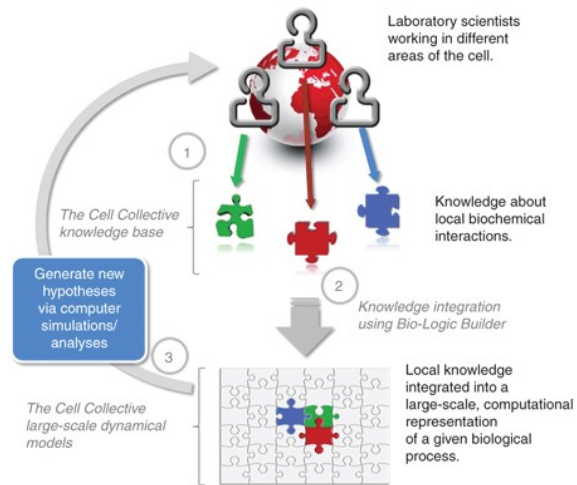 Laboratory scientists
working in different
areas of the cell.
1
The Cell Collective
knowledge base
Knowledge about
local biochemical
interactions.
Generate new
hypotheses
via computer
simulations/
analyses
2
Knowledge integration
using Bio-Logic Builder
3
The Cell Collective
large-scale dynamical
models
Local knowledge
integrated into a
large-scale, computational
representation
of a given biological
process.